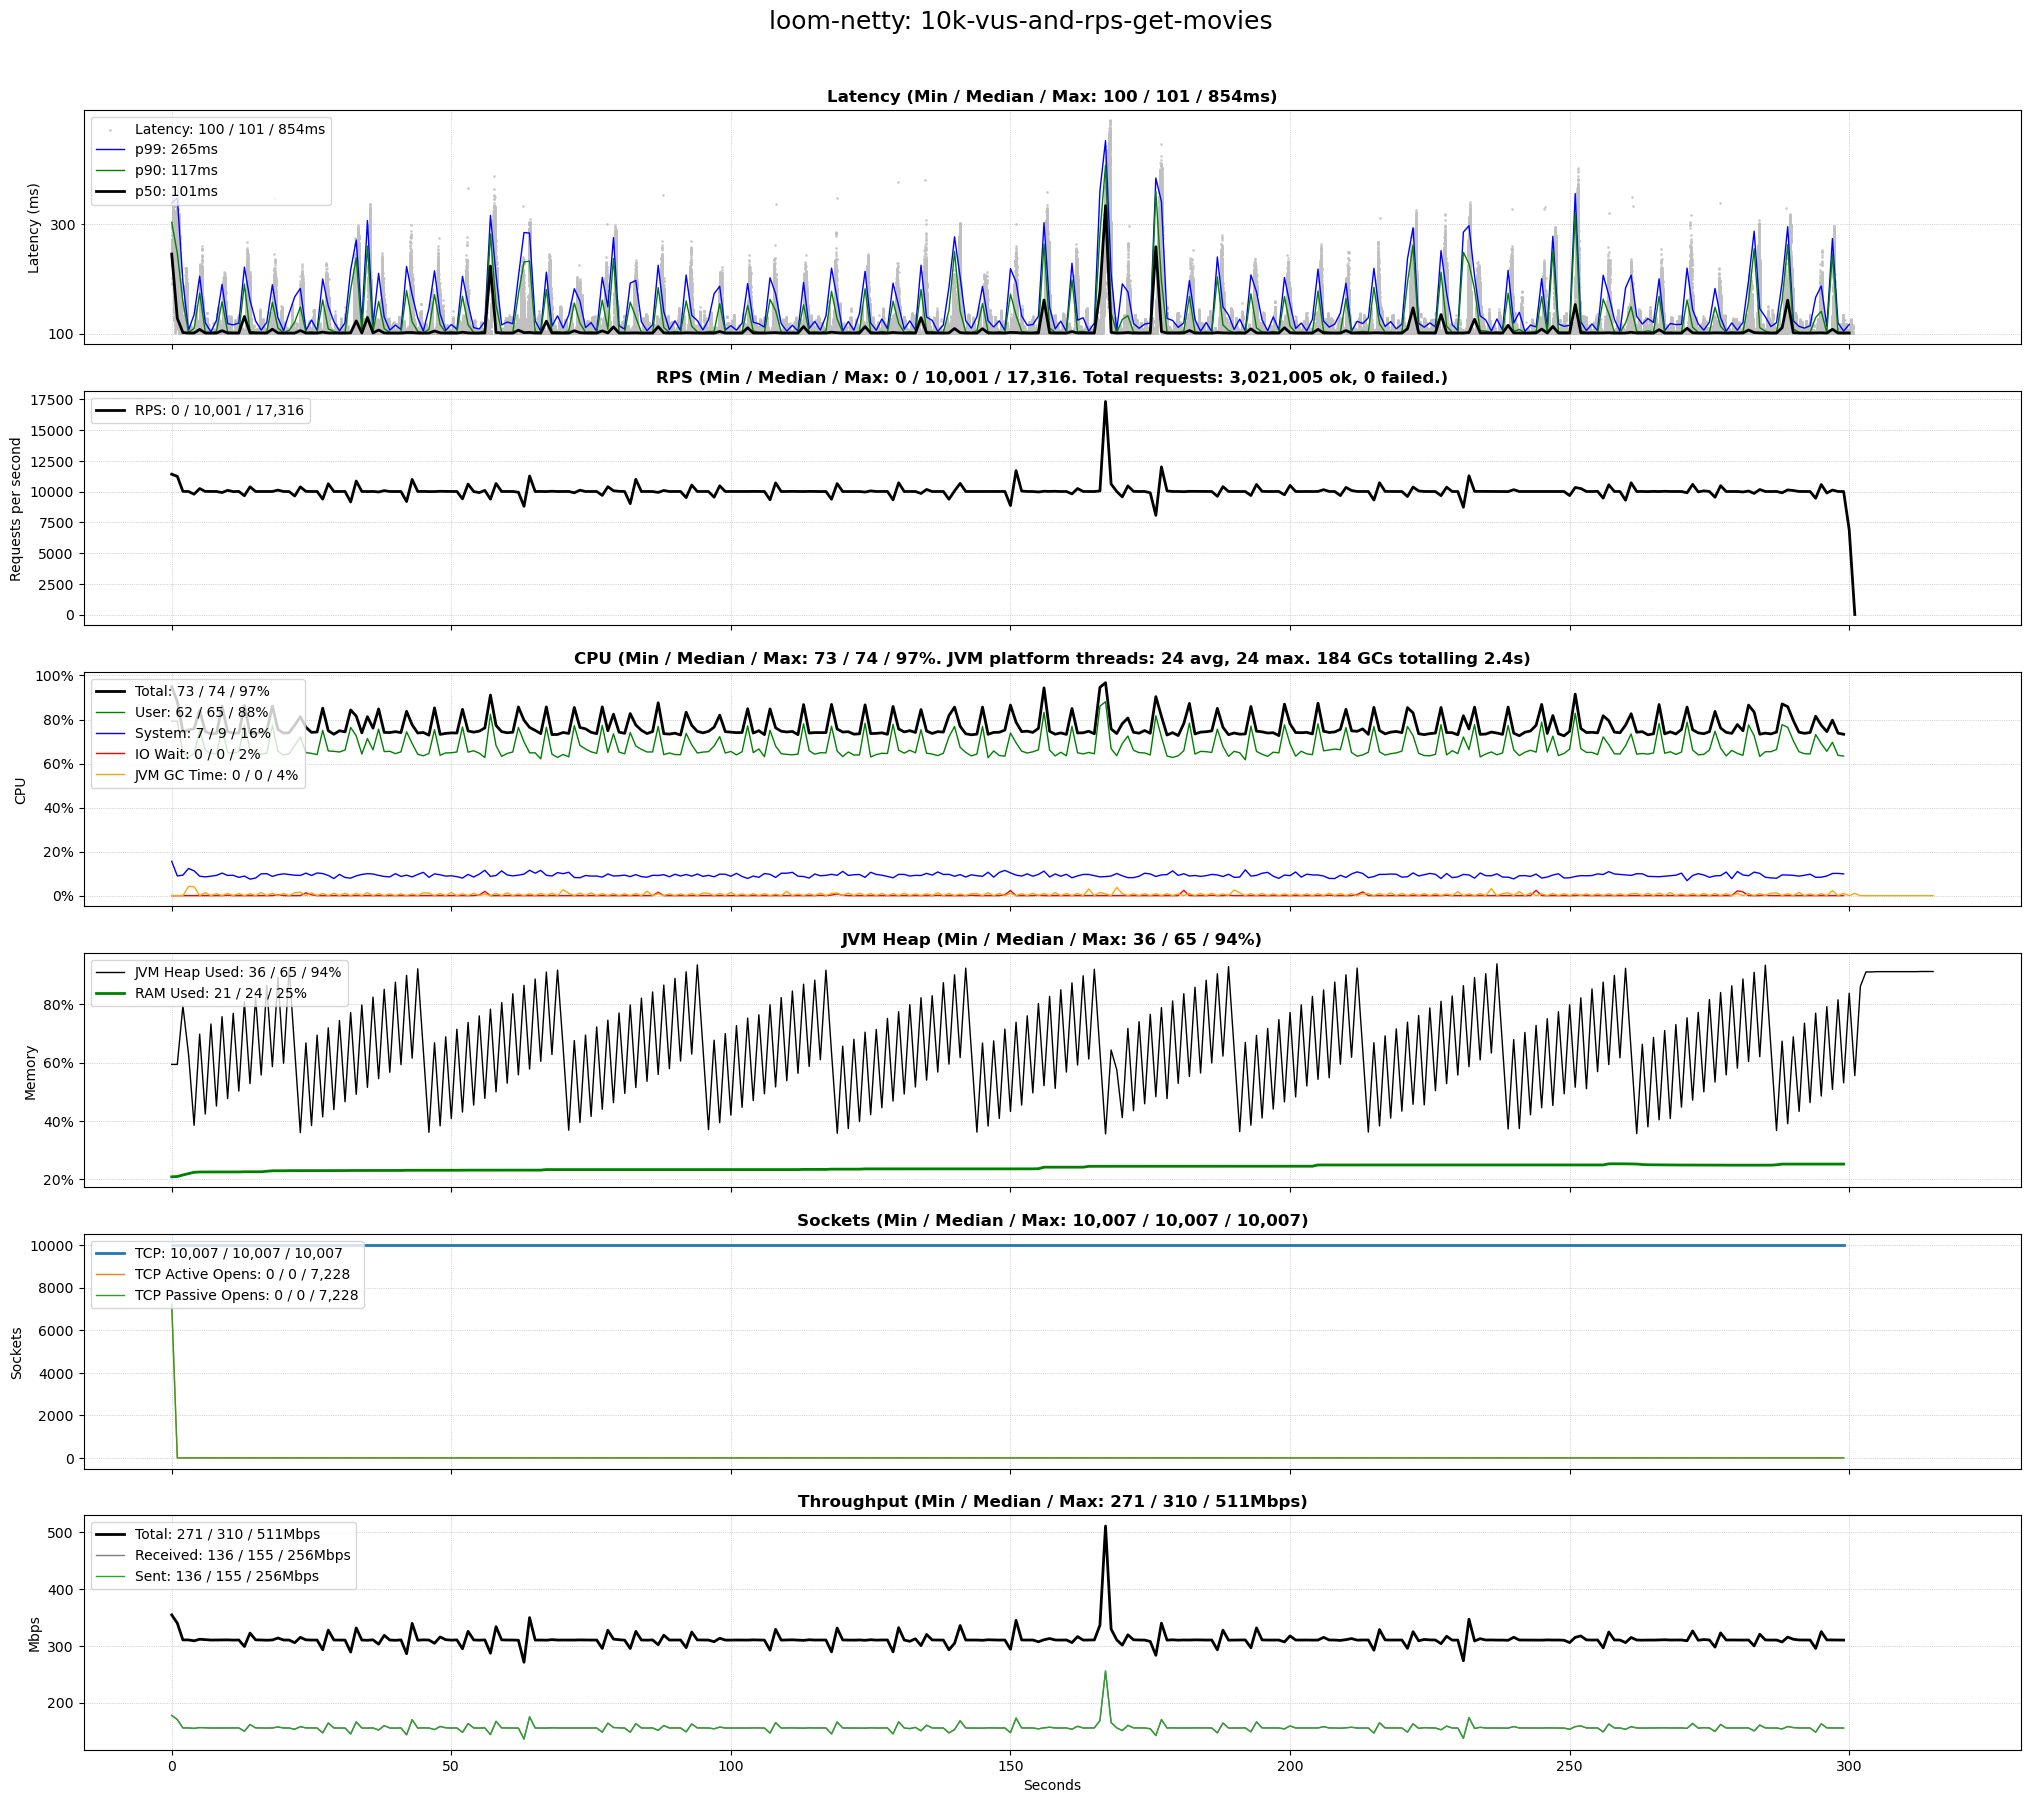 loom-netty: 10k-vus-and-rps-get-movies
Latency (Min / Median / Max: 100 / 101 / 854ms)
Latency: 100 / 101 / 854ms
p99: 265ms
p90: 117ms
p50: 101ms
Latency (ms)
300
100
RPS (Min / Median / Max: 0 / 10,001 / 17,316. Total requests: 3,021,005 ok, 0 failed.)
RPS: 0 / 10,001 / 17,316
Requests per second
17500
15000
12500
10000
7500
5000
2500
0
CPU (Min / Median / Max: 73 / 74 / 97%. JVM platform threads: 24 avg, 24 max. 184 GCs totalling 2.4s)
Total: 73 / 74 / 97%
User: 62 / 65 / 88%
System: 7 / 9 / 16%
IO Wait: 0 / 0 / 2%
JVM GC Time: 0 / 0 / 4%
CPU
100%
80%
60%
40%
20%
0%
JVM Heap (Min / Median / Max: 36 / 65 / 94%)
JVM Heap Used: 36 / 65 / 94%
RAM Used: 21 / 24 / 25%
Memory
80%
60%
40%
20%
Sockets (Min / Median / Max: 10,007 / 10,007 / 10,007)
TCP: 10,007 / 10,007 / 10,007
TCP Active Opens: 0 / 0 / 7,228
TCP Passive Opens: 0 / 0 / 7,228
Sockets
10000
8000
6000
4000
2000
0
Throughput (Min / Median / Max: 271 / 310 / 511Mbps)
Total: 271 / 310 / 511Mbps
Received: 136 / 155 / 256Mbps
Sent: 136 / 155 / 256Mbps
Mbps
500
400
300
200
0 50 100 150 200 250 300
Seconds